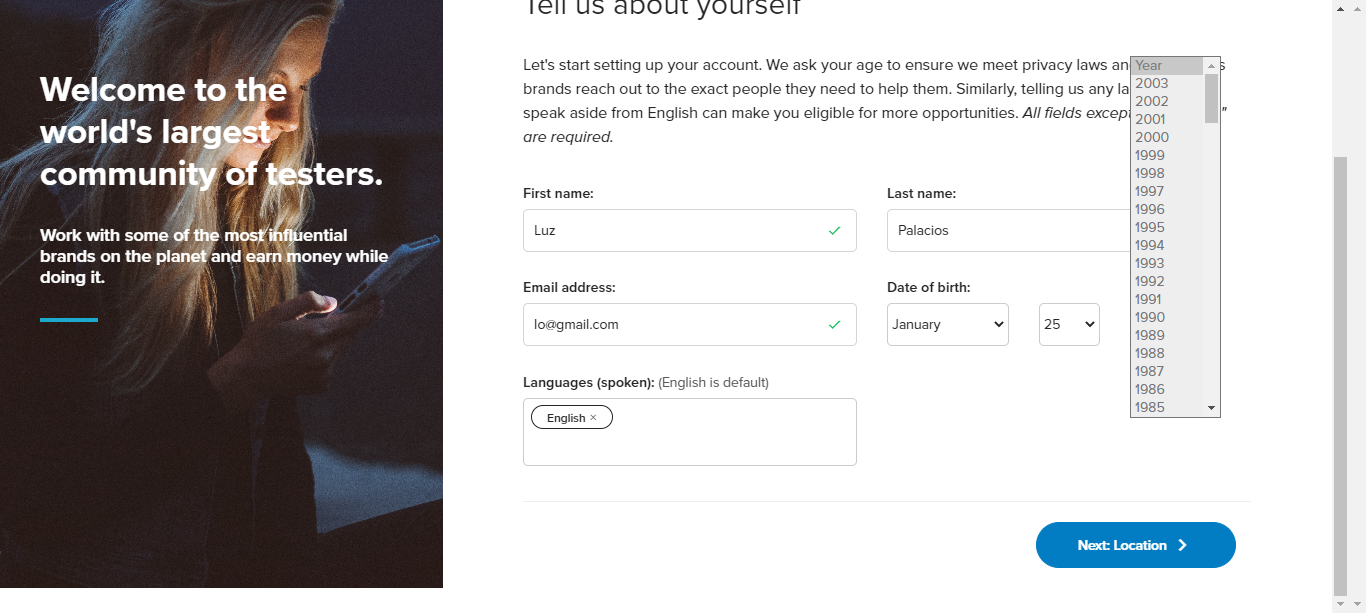 Tell us about yourself
Welcome to the
world's largest
community of testers.
Work with some of the most influential
brands on the planet and earn money while
doing it.
Let's start setting up your account. We ask your age to ensure we meet privacy laws an
brands reach out to the exact people they need to help them. Similarly, telling us any la
speak aside from English can make you eligible for more opportunities. All fields except "
are required.
First name:
Last name:
Luz
Palacios
Email address:
Date of birth:
lo@gmail.com
January
25
Languages (spoken): (English is default)
English ×
Year
2003
2002
2001
2000
1999
1998
1997
1996
1995
1994
1993
1992
1991
1990
1989
1988
1987
1986
1985
Next: Location